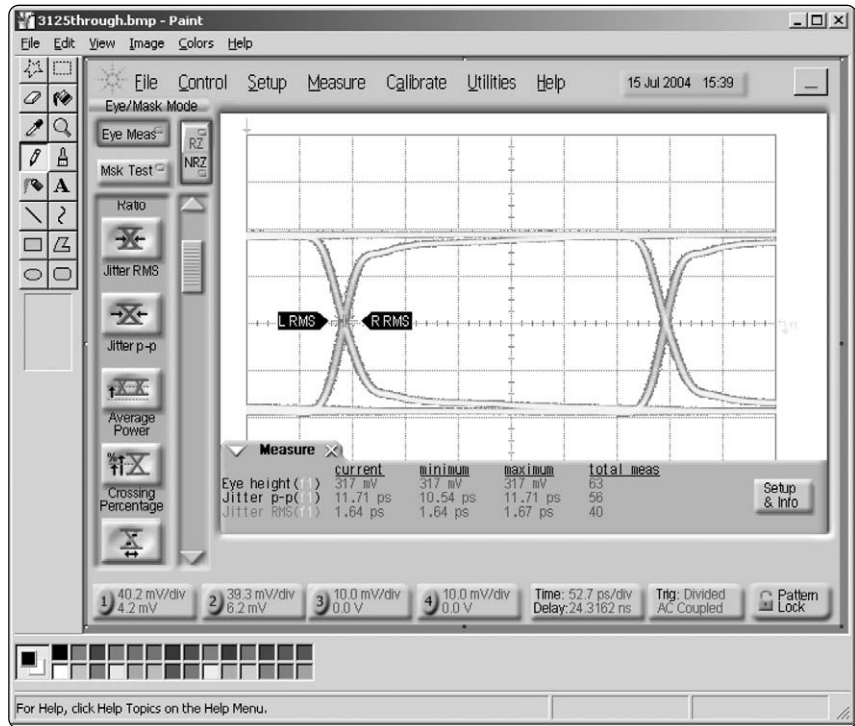 3125through.bmp - Paint
File Edit View Image Colors Help
File Control Setup Measure Calibrate Utilities Help 15 Jul 2004 15:39
Eye/Mask Mode
Eye Meas
RZ
NRZ
Msk Test
A
Ratio
Jitter RMS
L RMS R RMS
Jitter p-p
Average
Power
Measure
current minimum maximum total meas
Eye height( ) 317 mV 317 mV 317 mV 63
Jitter p-p( ) 11.71 ps 10.54 ps 11.71 ps 56
Jitter RMS( ) 1.64 ps 1.64 ps 1.67 ps 40
Setup
& Info
%
Crossing
Percentage
1) 40.2 mV/div
4.2 mV
2) 39.3 mV/div
6.2 mV
3) 10.0 mV/div
0.0 V
4) 10.0 mV/div
0.0 V
Time: 52.7 ps/div
Delay:24.3162 ns
Trig: Divided
AC Coupled
Pattern
Lock
For Help, click Help Topics on the Help Menu.